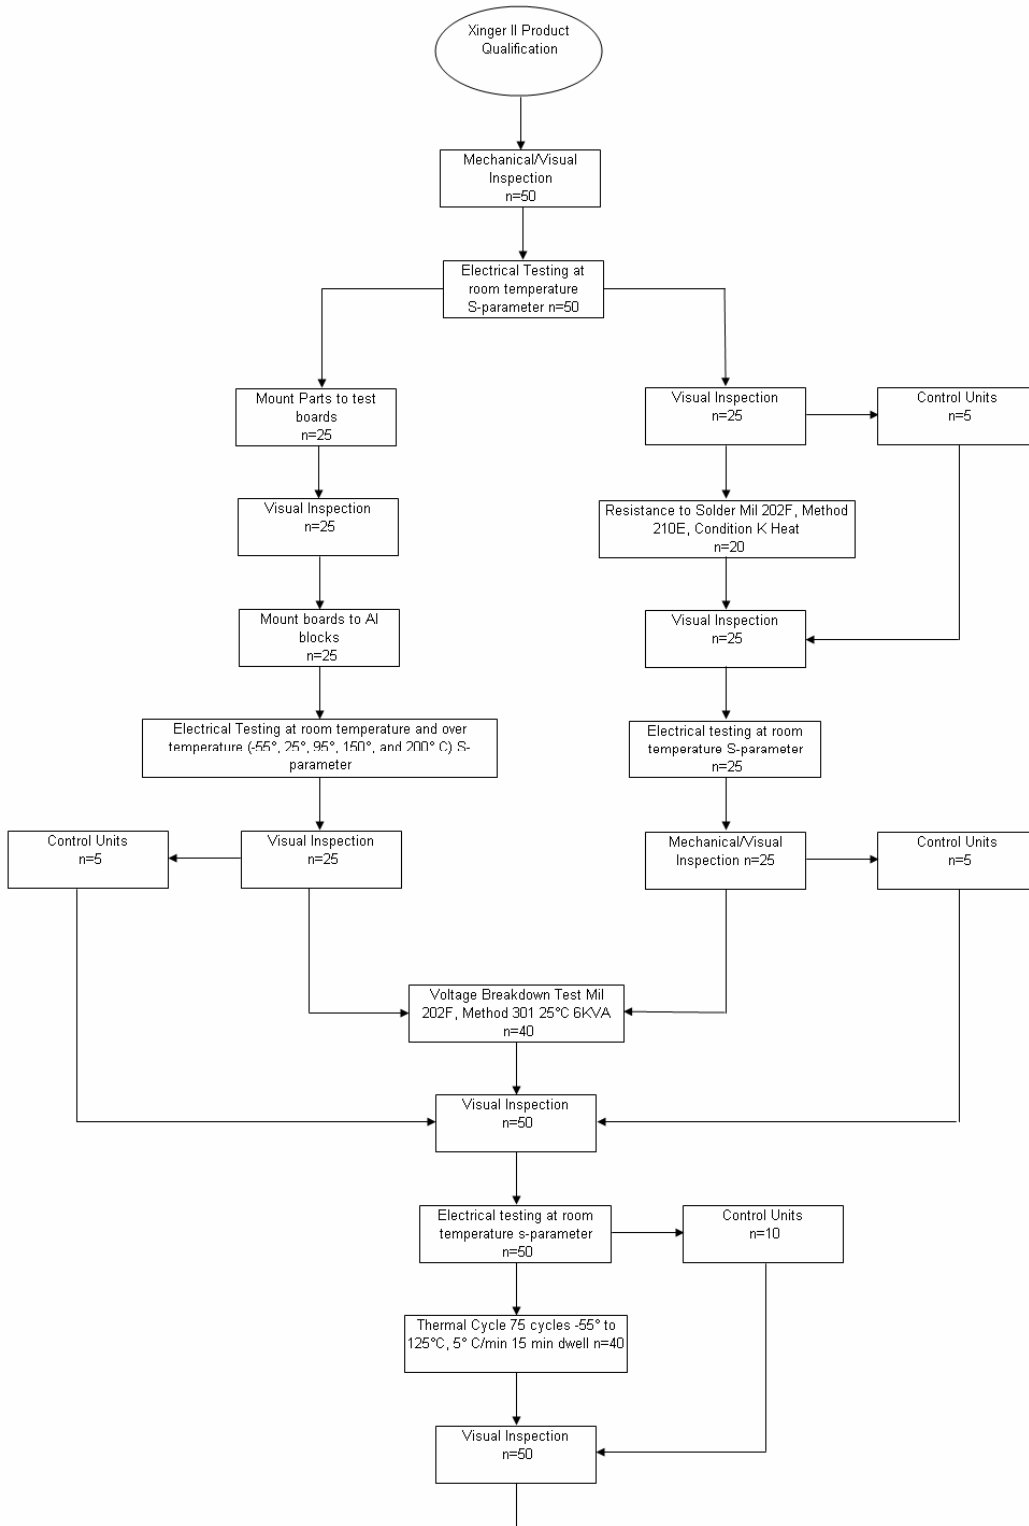 Xinger II Product
Qualification
Mechanical/Visual
Inspection
n=50
Electrical Testing at
room temperature
S-parameter n=50
Mount Parts to test
boards
n=25
Visual Inspection
n=25
Control Units
n=5
Visual Inspection
n=25
Resistance to Solder Mil 202F, Method
210E, Condition K Heat
n=20
Mount boards to Al
blocks
n=25
Visual Inspection
n=25
Electrical Testing at room temperature and over
temperature (-55°, 25°, 95°, 150°, and 200° C) S-
parameter
Electrical testing at room
temperature S-parameter
n=25
Control Units
n=5
Visual Inspection
n=25
Mechanical/Visual
Inspection n=25
Control Units
n=5
Voltage Breakdown Test Mil
202F, Method 301 25°C 6KVA
n=40
Visual Inspection
n=50
Electrical testing at room
temperature s-parameter
n=50
Control Units
n=10
Thermal Cycle 75 cycles -55° to
125°C, 5° C/min 15 min dwell n=40
Visual Inspection
n=50